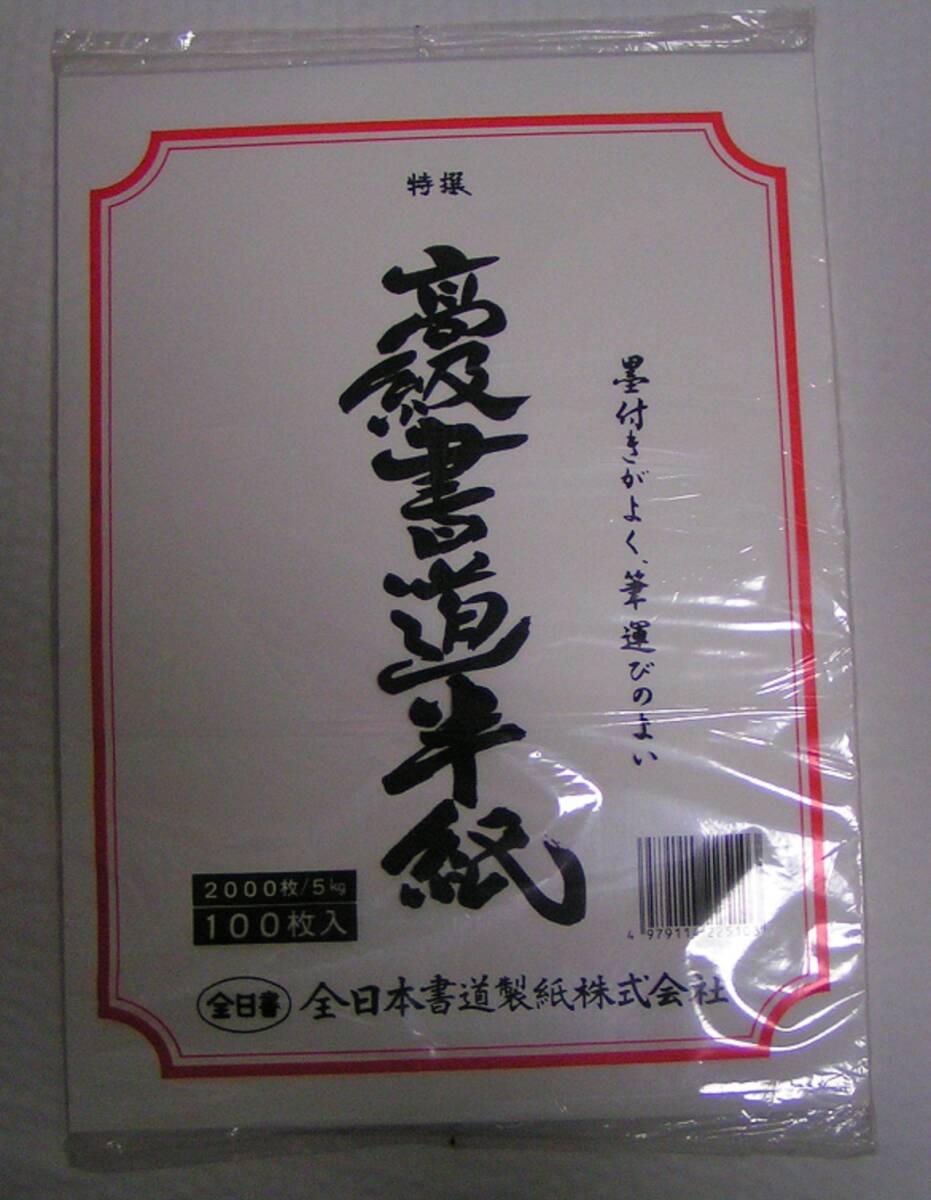 特撰
墨付きがよく、筆運びのよい
高級書道半紙
2000枚/5kg
100枚入
全日書 全日本書道製紙株式会社